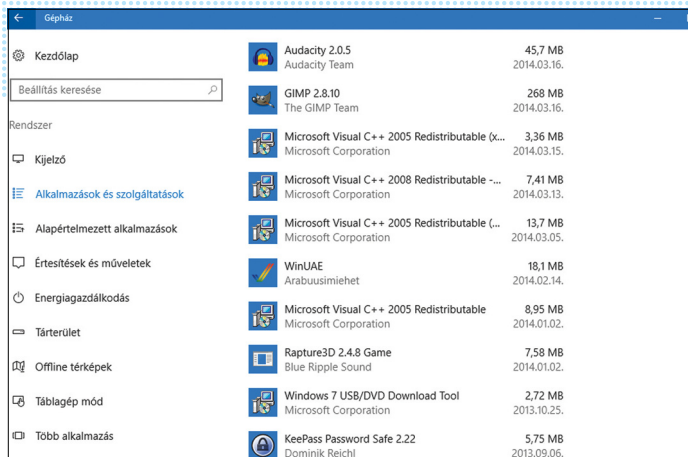 Gépház
Kezdőlap
Beállítás keresése
Rendszer
Kijelző
Alkalmazások és szolgáltatások
Alapértelmezett alkalmazások
Értesítések és műveletek
Energiagazdálkodás
Tárterület
Offline térképek
Táblagép mód
Több alkalmazás
Audacity 2.0.5 45,7 MB
Audacity Team 2014.03.16.
GIMP 2.8.10 268 MB
The GIMP Team 2014.03.16.
Microsoft Visual C++ 2005 Redistributable (x... 3,36 MB
Microsoft Corporation 2014.03.15.
Microsoft Visual C++ 2008 Redistributable -... 7,41 MB
Microsoft Corporation 2014.03.13.
Microsoft Visual C++ 2005 Redistributable (... 13,7 MB
Microsoft Corporation 2014.03.05.
WinUAE 18,1 MB
Arabuusimiehet 2014.02.14.
Microsoft Visual C++ 2005 Redistributable 8,95 MB
Microsoft Corporation 2014.01.02.
Rapture3D 2.4.8 Game 7,58 MB
Blue Ripple Sound 2014.01.02.
Windows 7 USB/DVD Download Tool 2,72 MB
Microsoft Corporation 2013.10.25.
KeePass Password Safe 2.22 5,75 MB
Dominik Reichl 2013.09.06.